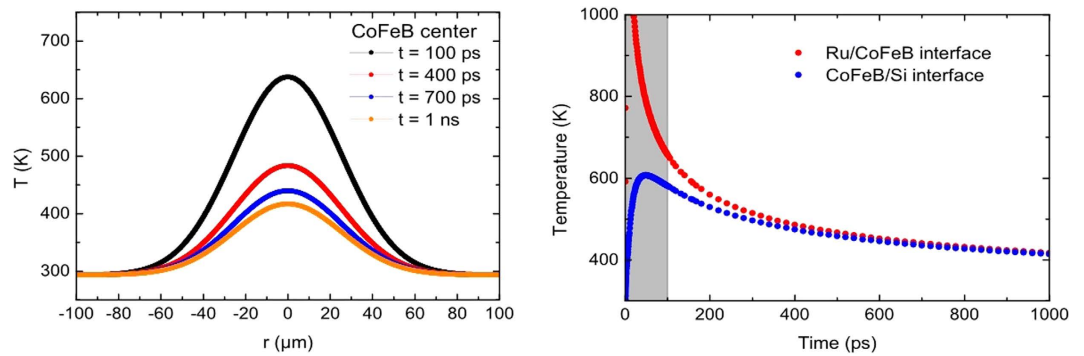 CoFeB center
t = 100 ps
t = 400 ps
t = 700 ps
t = 1 ns
700
600
500
400
300
T (K)
-100 -80 -60 -40 -20 0 20 40 60 80 100
r (µm)
Ru/CoFeB interface
CoFeB/Si interface
1000
800
600
400
Temperature (K)
0 200 400 600 800 1000
Time (ps)